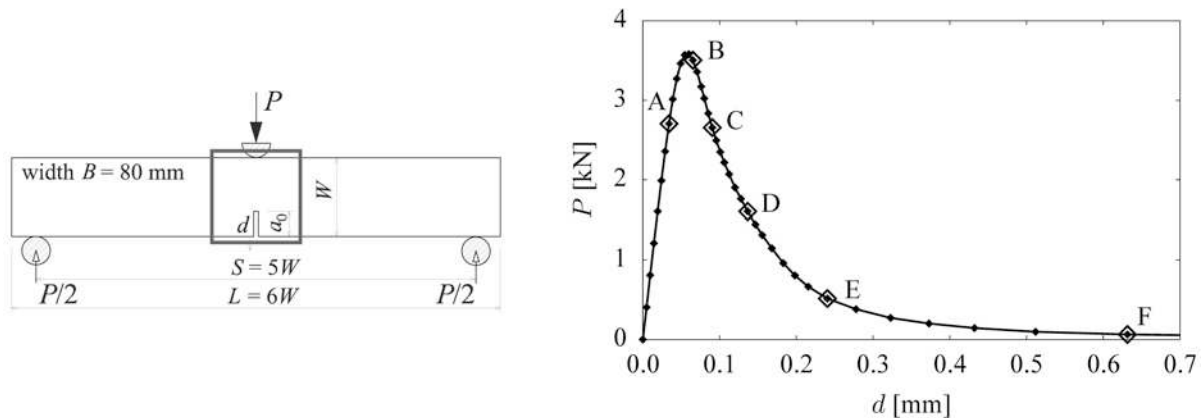 P
width B = 80 mm
W
d
a₀
S = 5W
P/2
P/2
L = 6W
P [kN]
4
3
2
1
0
A
B
C
D
E
F
0.0
0.1
0.2
0.3
0.4
0.5
0.6
0.7
d [mm]